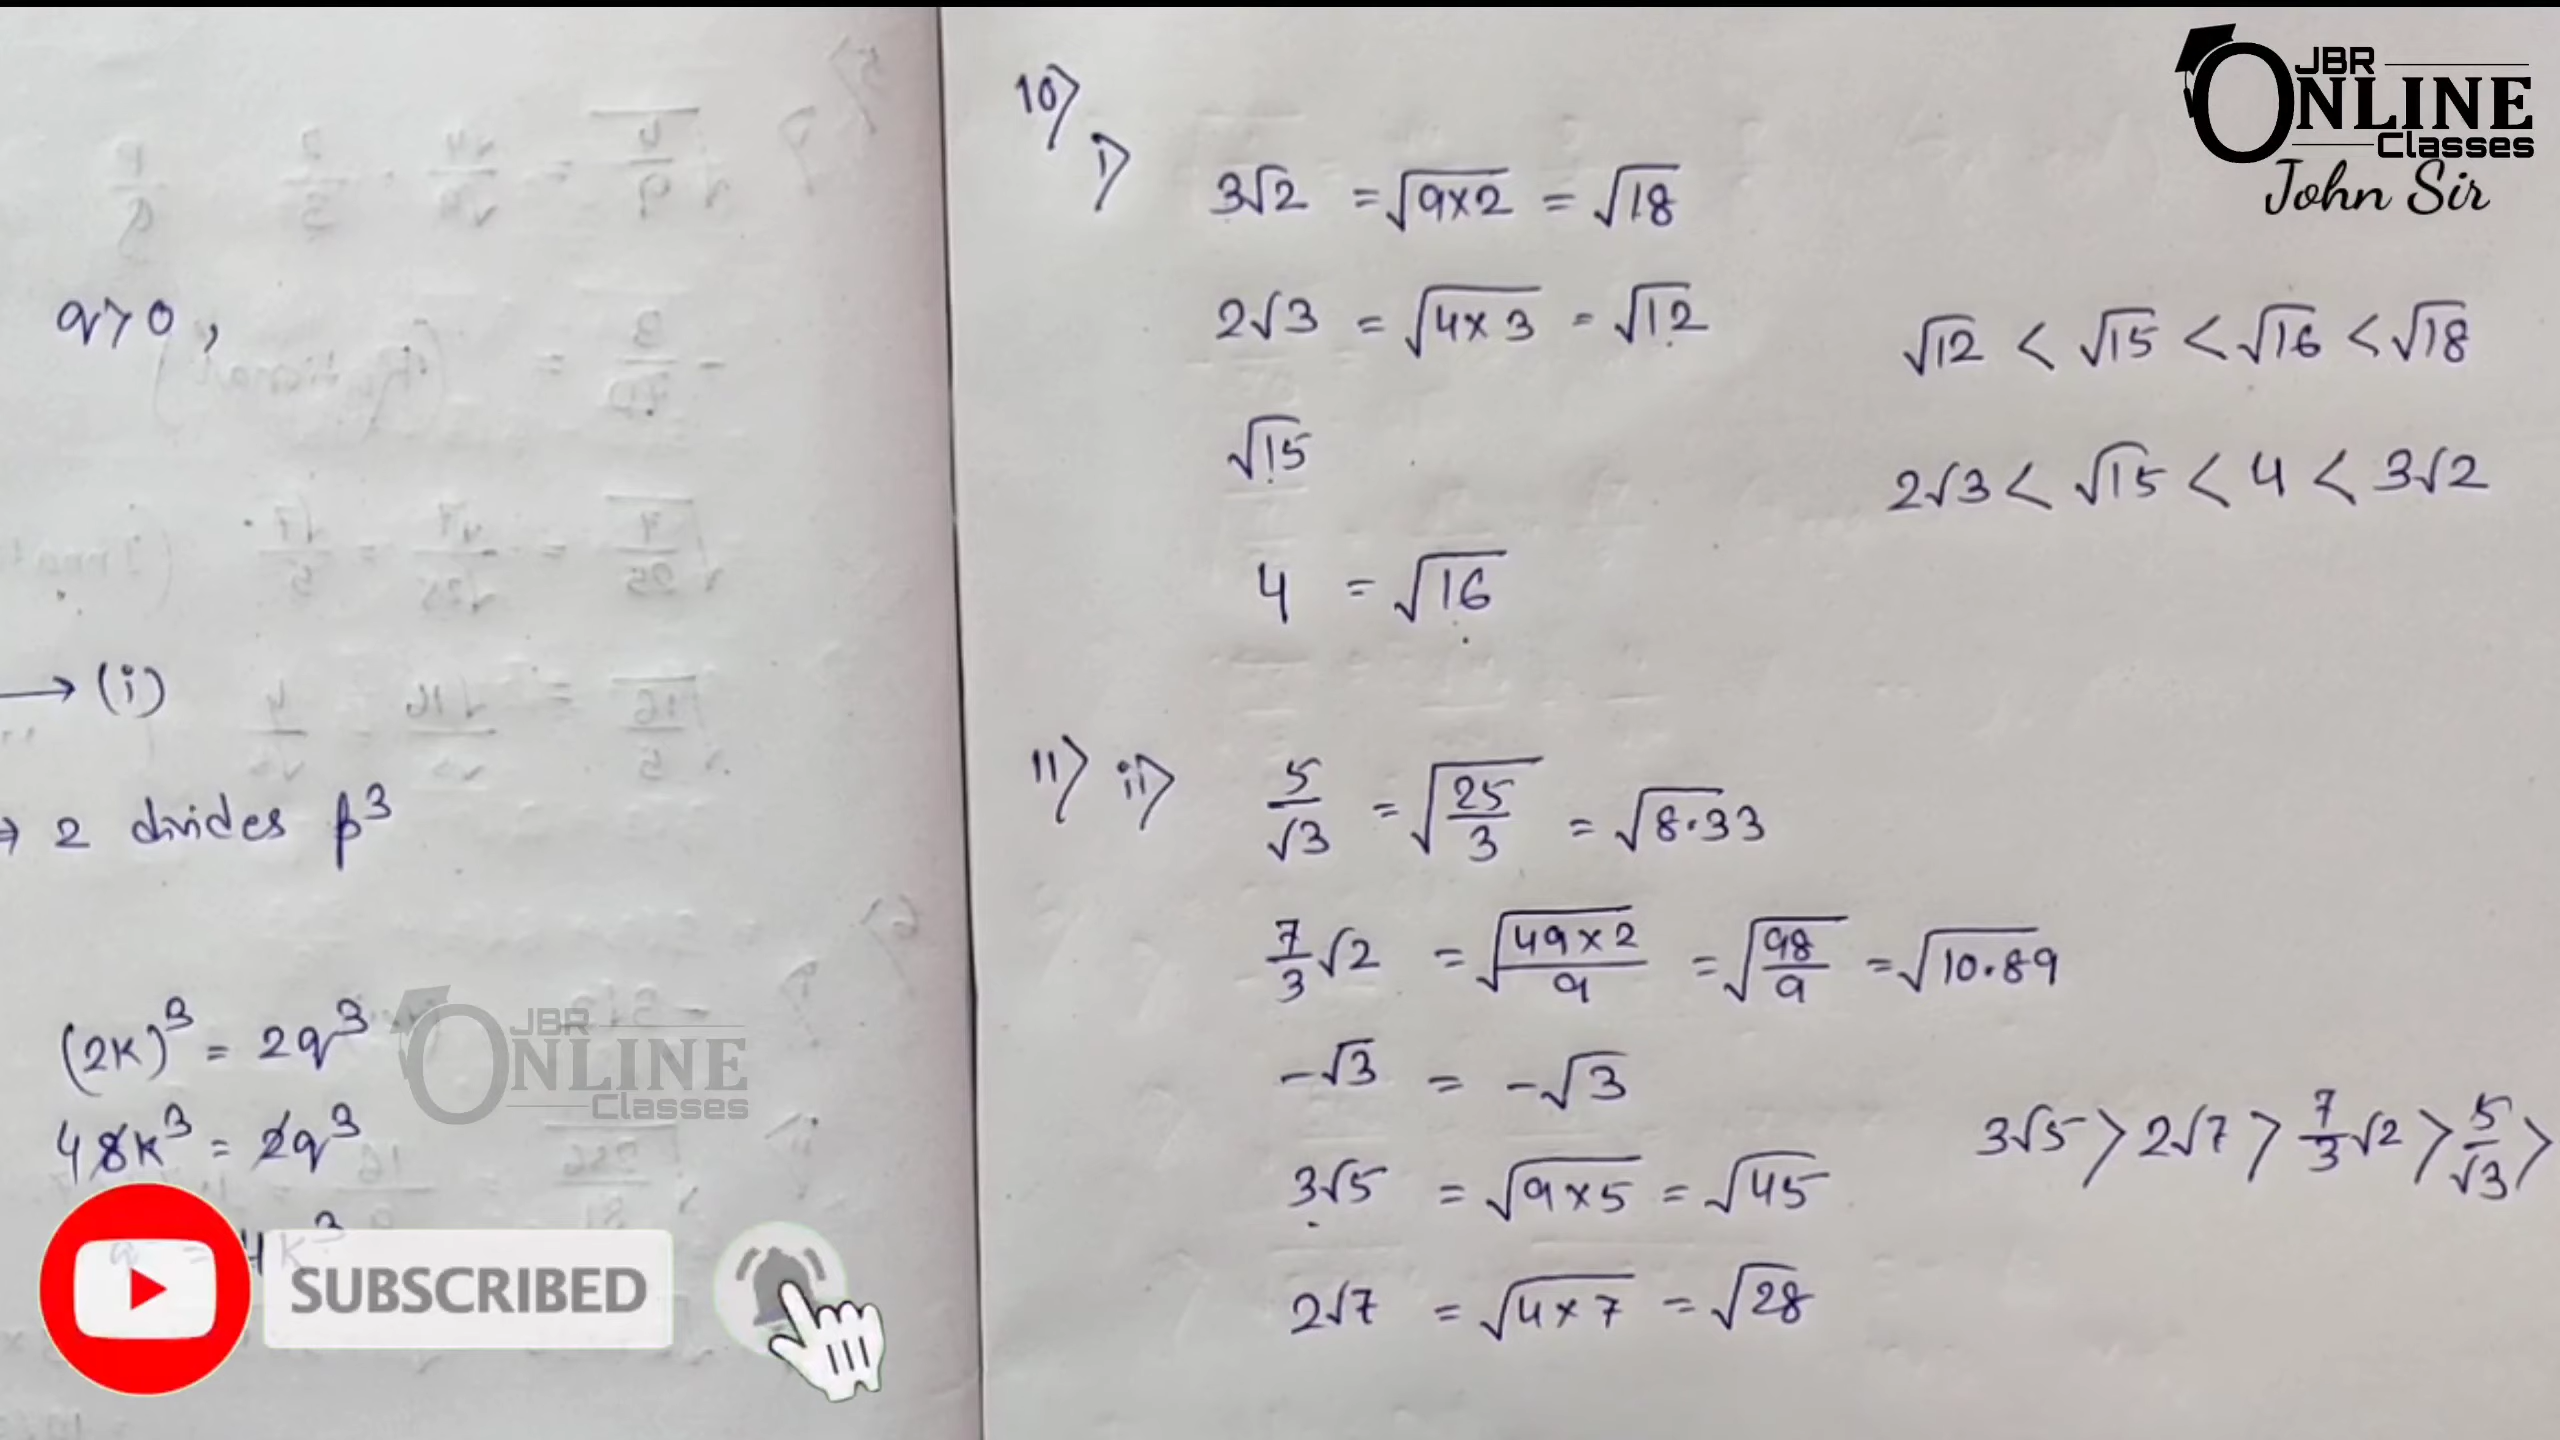 JBR
ONLINE
Classes
John Sir
q>0,
→ (i)
→ 2 divides p³
(2k)³ = 2q³
4 8k³ = 2q³
= 4k³
JBR
ONLINE
Classes
SUBSCRIBED
10>
i> 3√2 = √9×2 = √18
2√3 = √4×3 = √12
√15
4 = √16
√12 < √15 < √16 < √18
2√3 < √15 < 4 < 3√2
11> ii> 5/√3 = √25/3 = √8.33
7/3√2 = √49×2/9 = √98/9 = √10.89
-√3 = -√3
3√5 = √9×5 = √45
2√7 = √4×7 = √28
3√5 > 2√7 > 7/3√2 > 5/√3 >